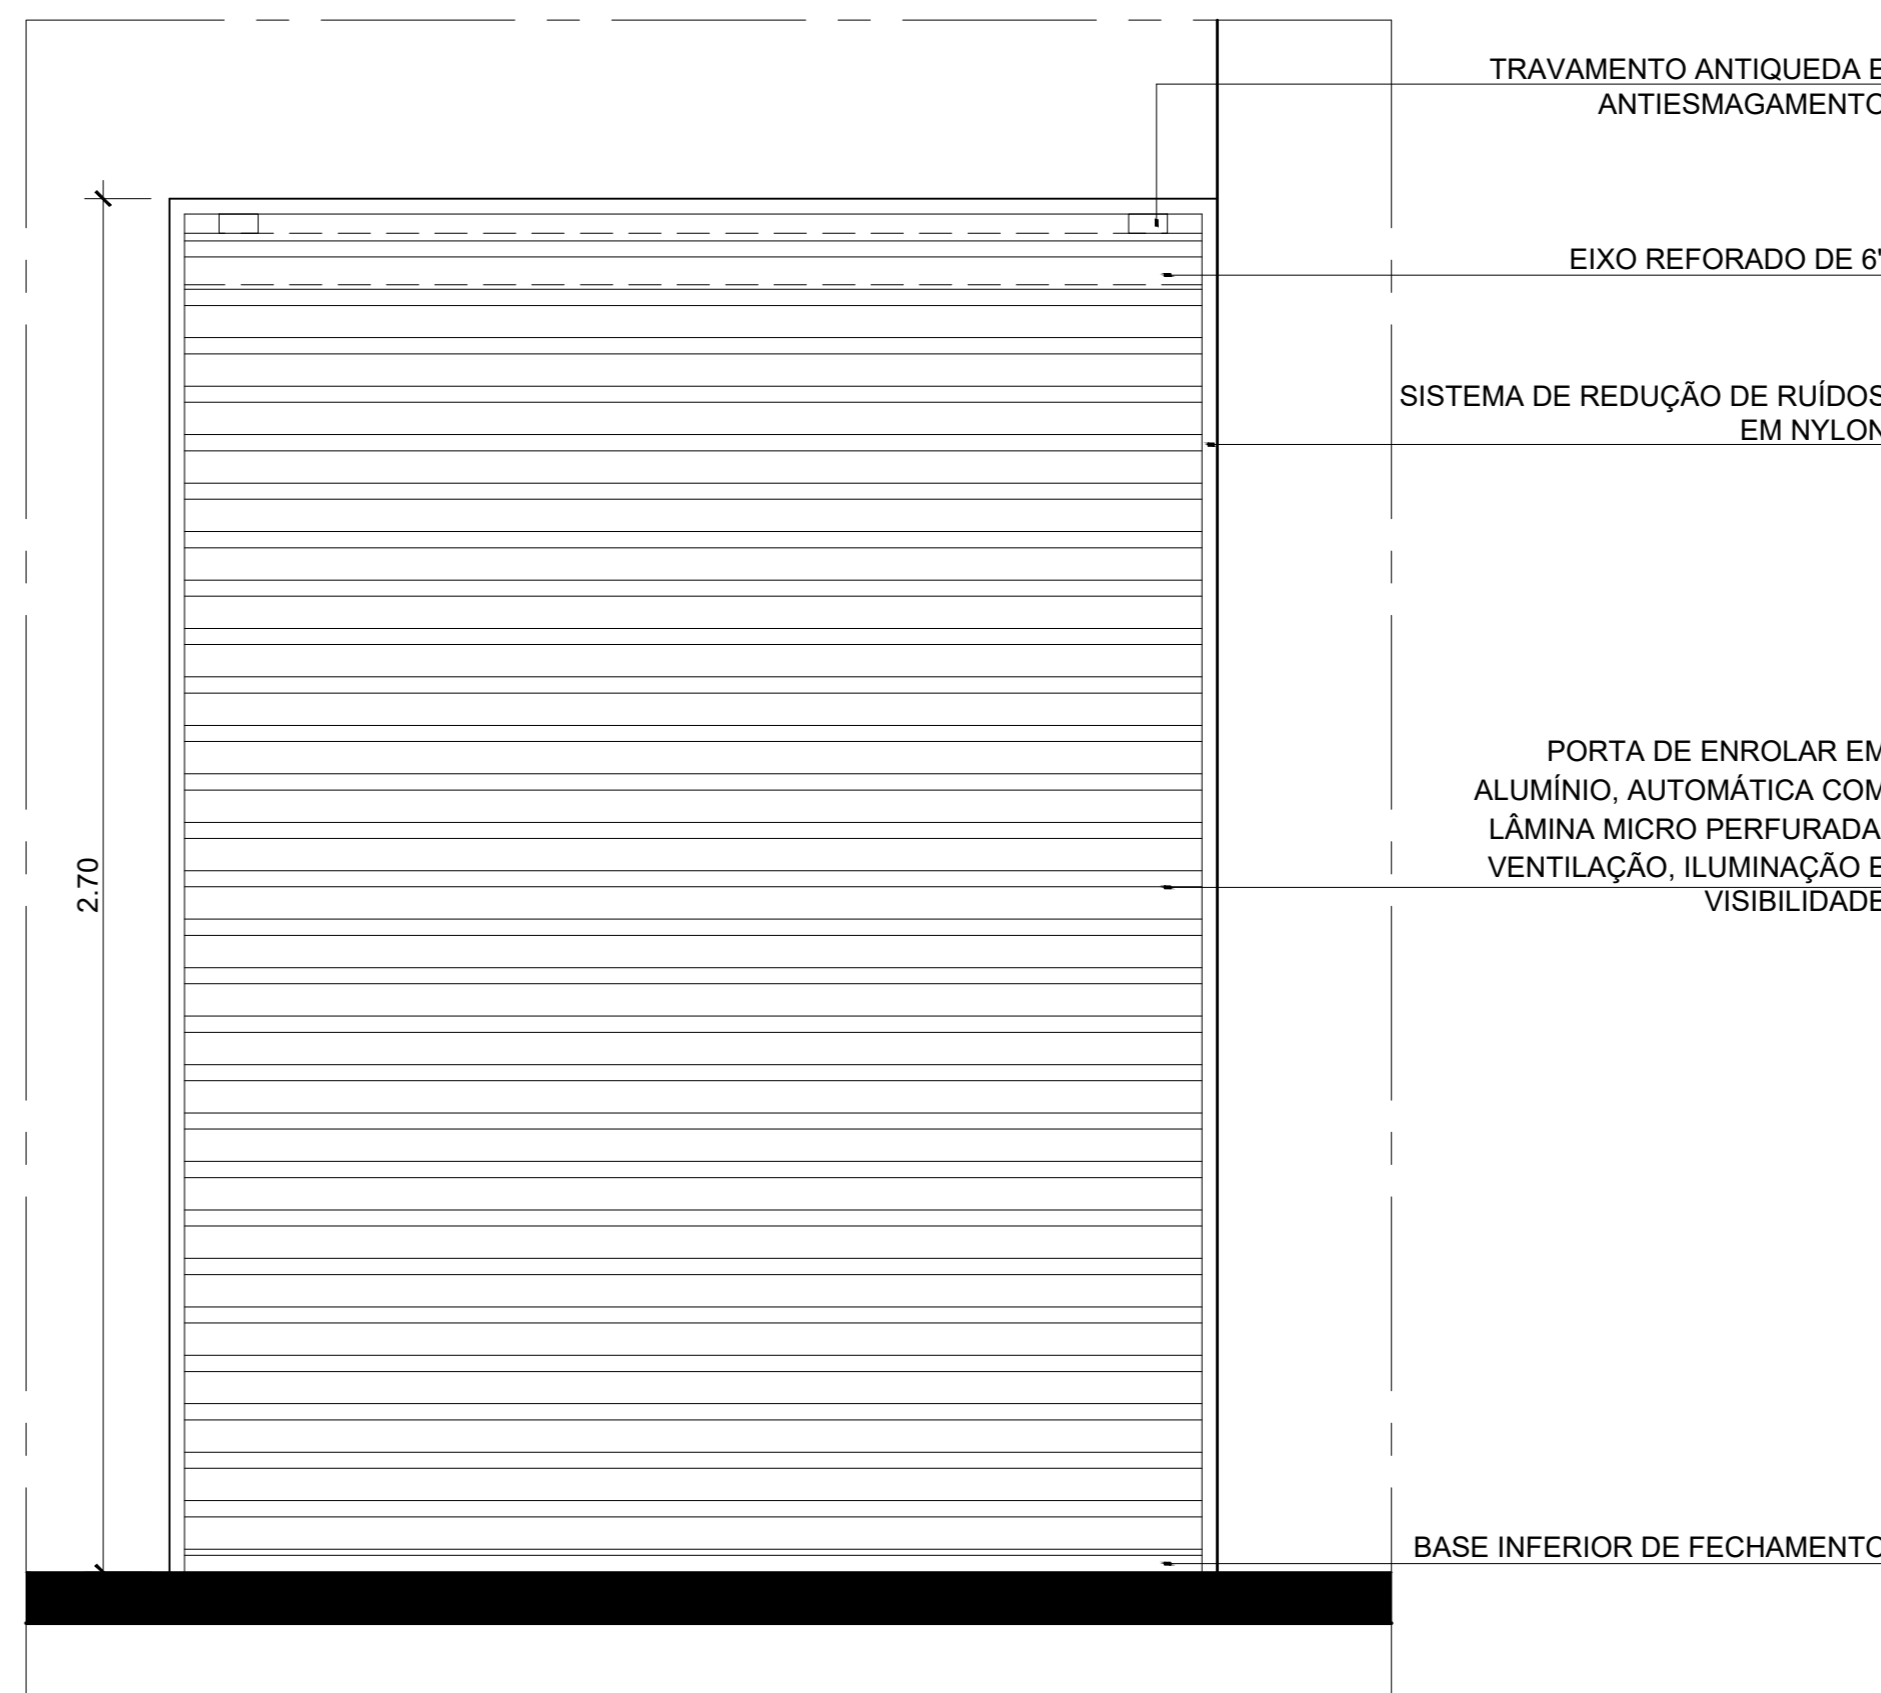 TRAVAMENTO ANTIQUEDA E
ANTIESMAGAMENTO
EIXO REFORADO DE 6"
SISTEMA DE REDUÇÃO DE RUÍDOS
EM NYLON
PORTA DE ENROLAR EM
ALUMÍNIO, AUTOMÁTICA COM
LÂMINA MICRO PERFURADA,
VENTILAÇÃO, ILUMINAÇÃO E
VISIBILIDADE
2.70
BASE INFERIOR DE FECHAMENTO